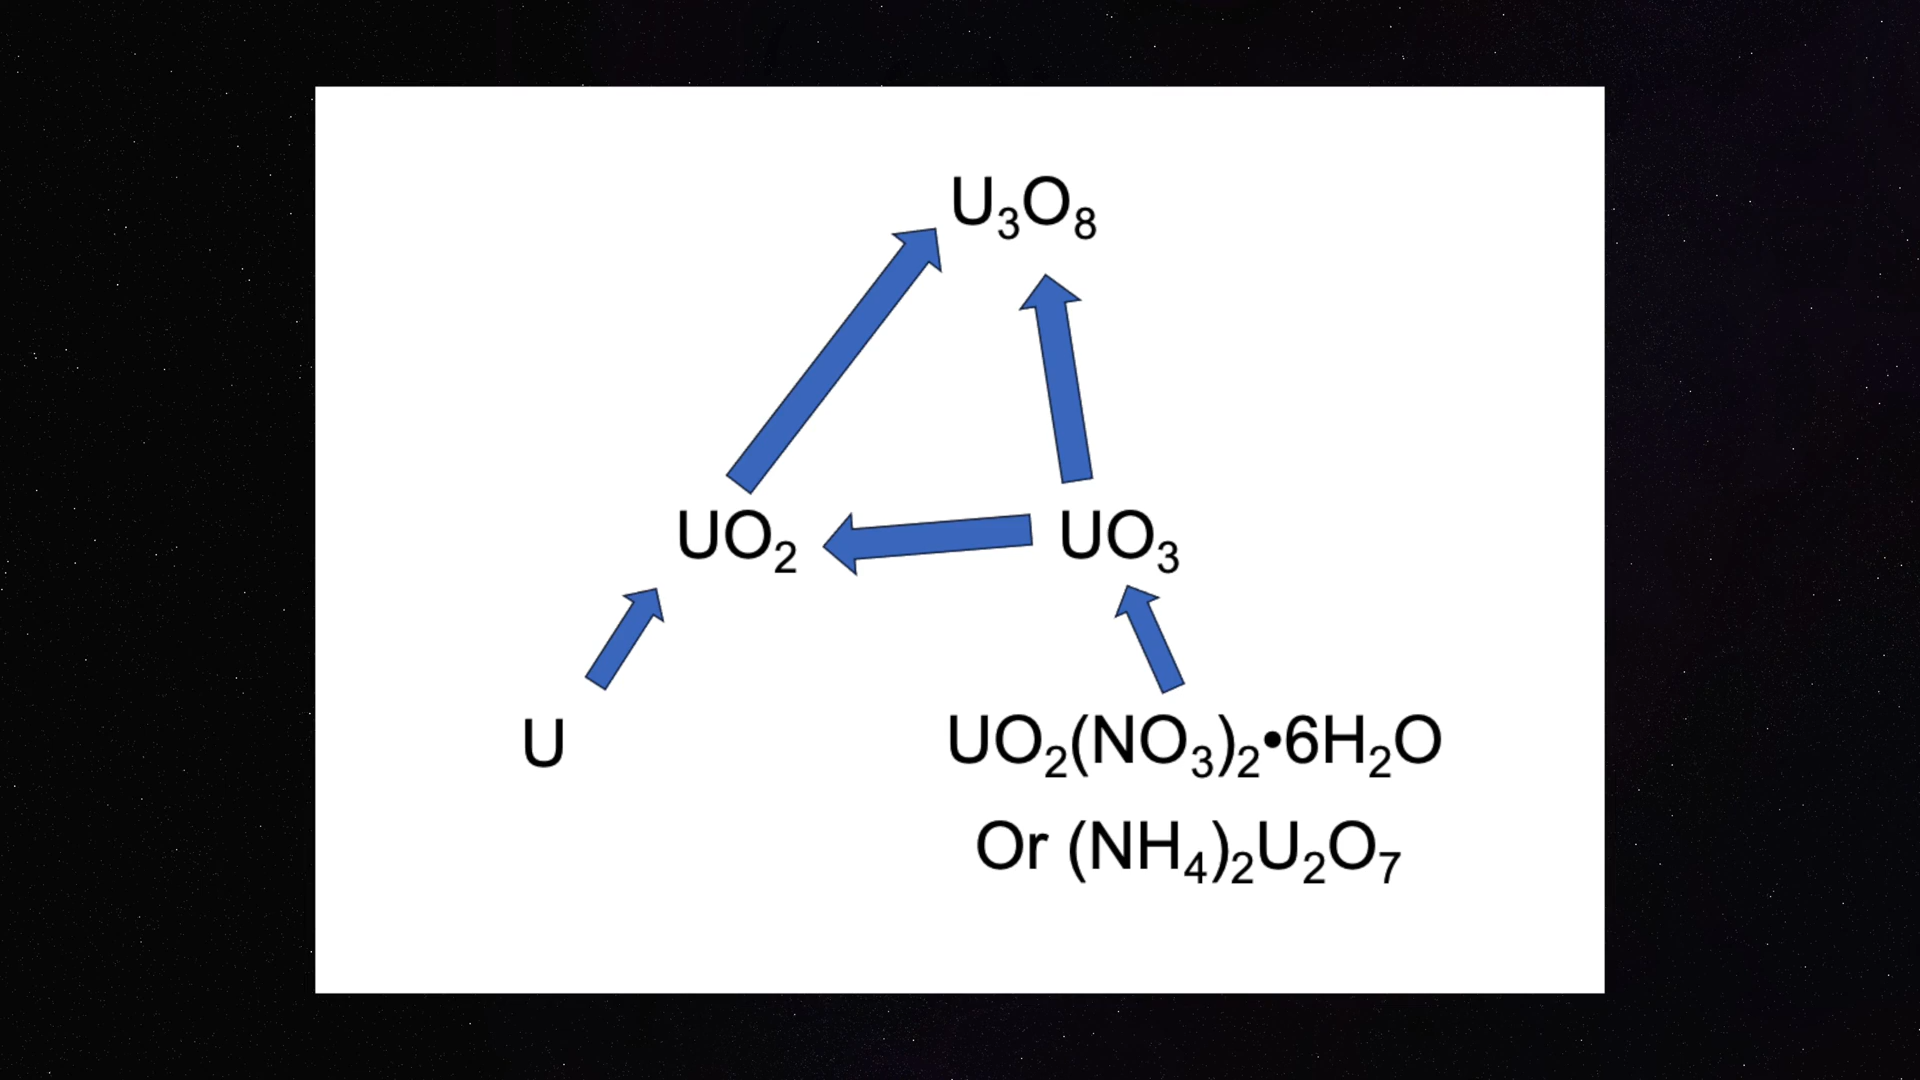 U₃O₈
UO₂
UO₃
U
UO₂(NO₃)₂•6H₂O
Or (NH₄)₂U₂O₇